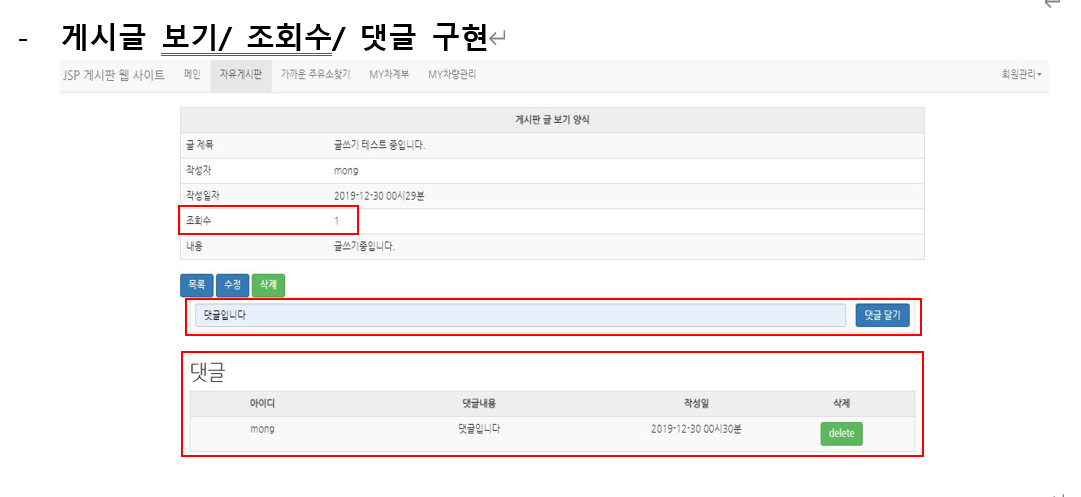 - 게시글 보기/ 조회수/ 댓글 구현
JSP 게시판 웹 사이트 메인 자유게시판 가까운 주유소찾기 MY차계부 MY차량관리 회원관리
게시판 글 보기 양식
글 제목 글쓰기 테스트 중입니다.
작성자 mong
작성일자 2019-12-30 00시29분
조회수 1
내용 글쓰기중입니다.
목록 수정 삭제
댓글입니다 댓글 달기
댓글
아이디 댓글내용 작성일 삭제
mong 댓글입니다 2019-12-30 00시30분 delete